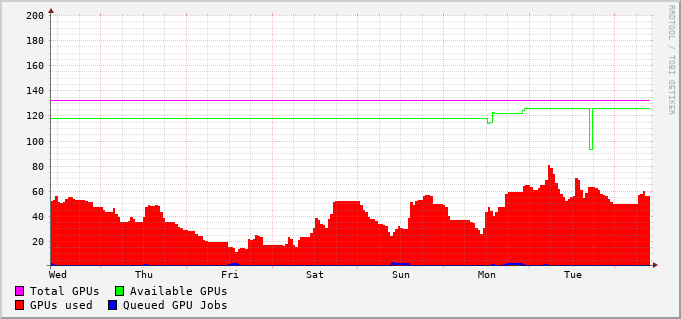 200
180
160
140
120
100
80
60
40
20
Wed Thu Fri Sat Sun Mon Tue
Total GPUs Available GPUs
GPUs used Queued GPU Jobs
RRDTOOL / TOBI OETIKER